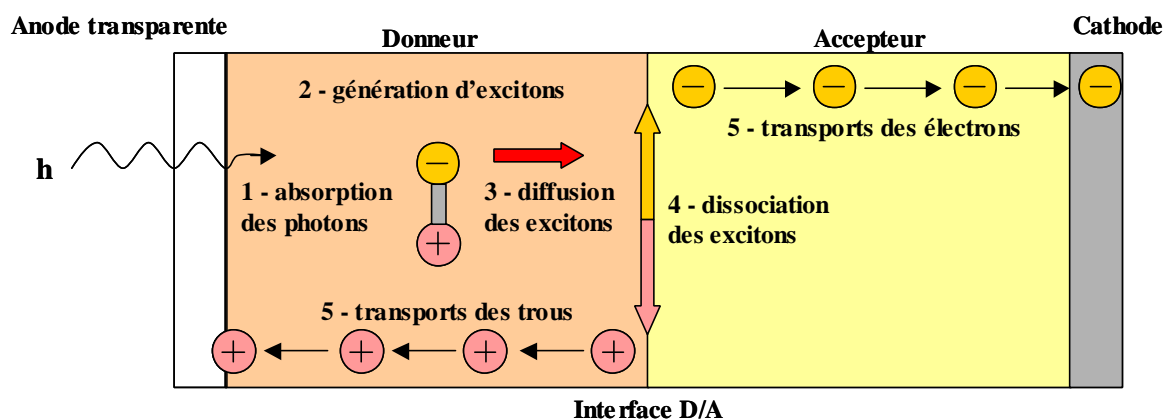 Anode transparente
Donneur
Accepteur
Cathode
2 - génération d'excitons
5 - transports des électrons
h
1 - absorption
des photons
3 - diffusion
des excitons
4 - dissociation
des excitons
5 - transports des trous
Interface D/A